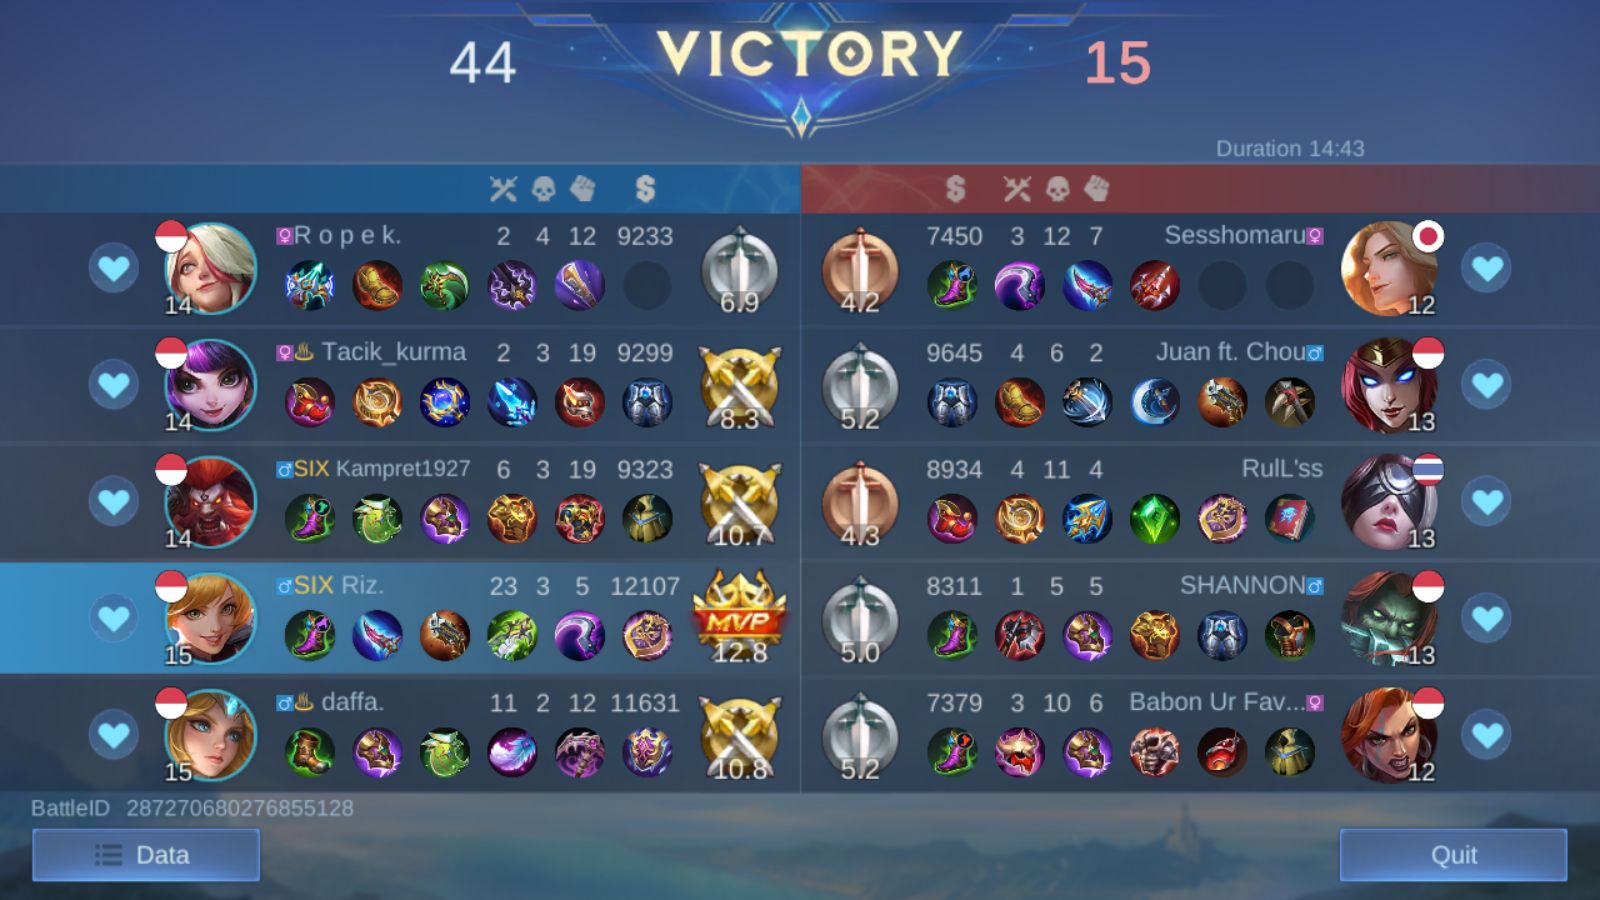 44 VICTORY 15
Duration 14:43
R o p e k. 2 4 12 9233
14 6.9
7450 3 12 7 Sesshomaru
4.2 12
Tacik_kurma 2 3 19 9299
14 8.3
9645 4 6 2 Juan ft. Chou
5.2 13
SIX Kampret1927 6 3 19 9323
14 10.7
8934 4 11 4 RulL'ss
4.3 13
SIX Riz. 23 3 5 12107
15 MVP 12.8
8311 1 5 5 SHANNON
5.0 13
daffa. 11 2 12 11631
15 10.8
7379 3 10 6 Babon Ur Fav...
5.2 12
BattleID 287270680276855128
Data
Quit